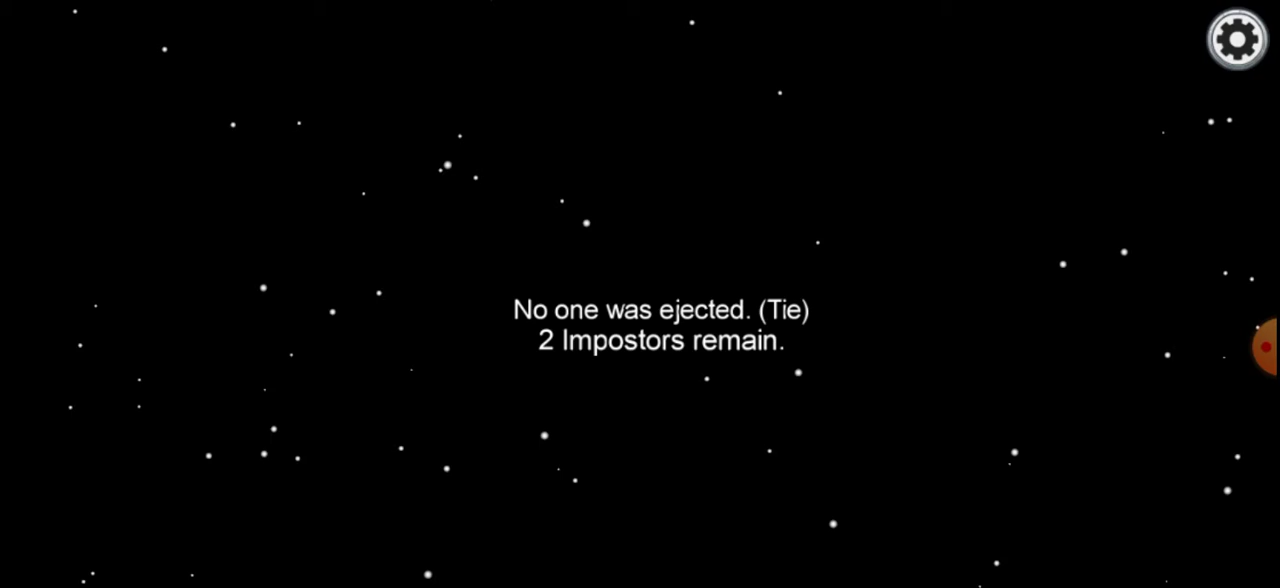 No one was ejected. (Tie)
2 Impostors remain.